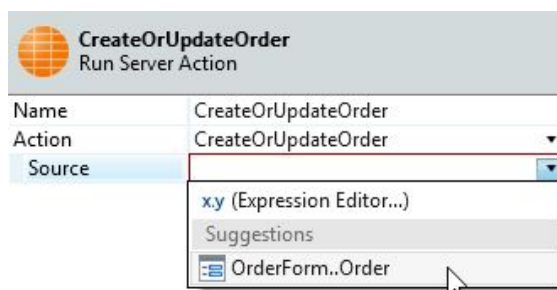 CreateOrUpdateOrder
Run Server Action
Name CreateOrUpdateOrder
Action CreateOrUpdateOrder
Source
x.y (Expression Editor...)
Suggestions
OrderForm..Order